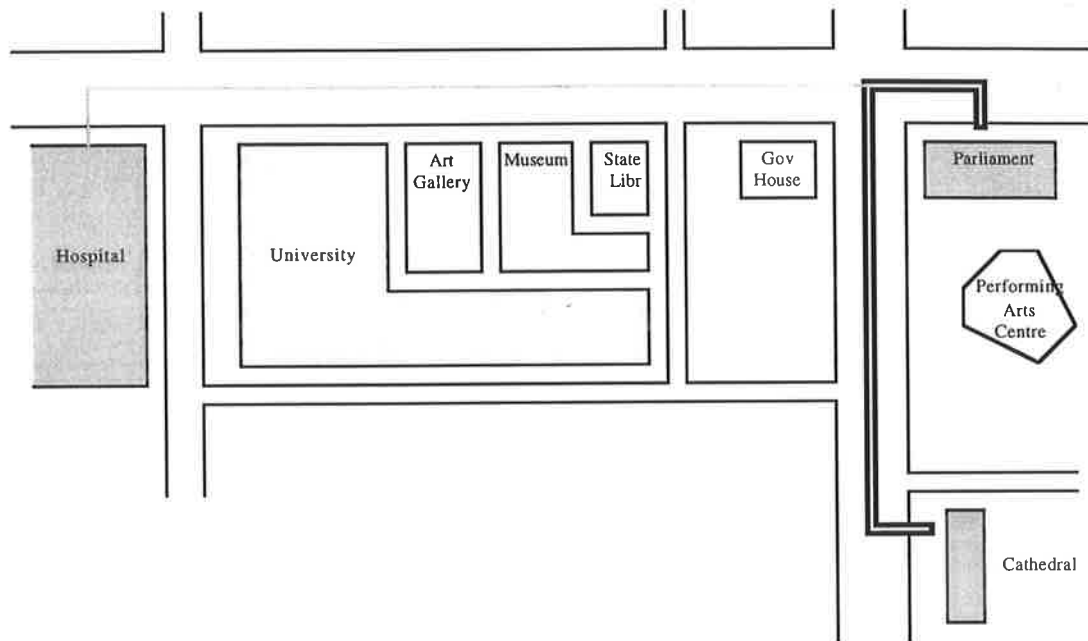 Art
Gallery
Museum
State
Libr
Gov
House
Parliament
Hospital
University
Performing
Arts
Centre
Cathedral